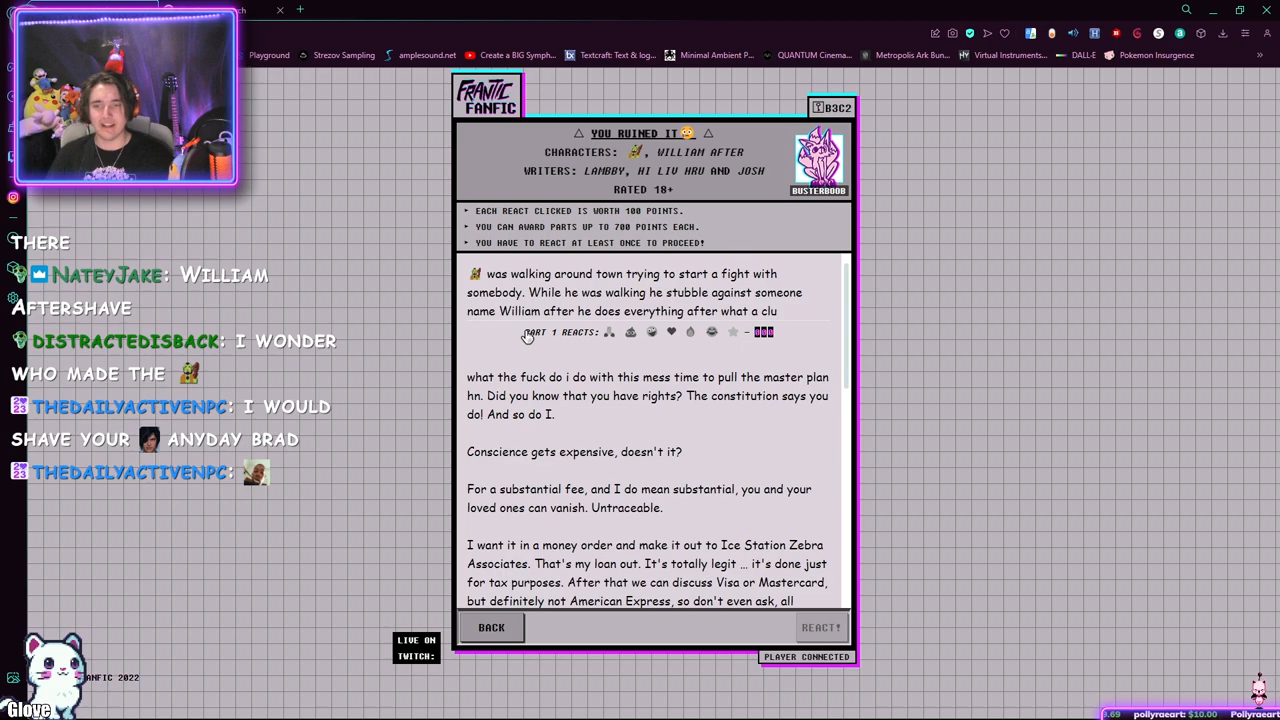 Playground
Strezov Sampling
amplesound.net
Create a BIG Symph...
Textcraft: Text & log...
Minimal Ambient P...
QUANTUM Cinema...
Metropolis Ark Bun...
Virtual Instruments...
DALL-E
Pokemon Insurgence
FRANTIC
FANFIC
B3C2
YOU RUINED IT
CHARACTERS: , WILLIAM AFTER
WRITERS: LAMBBY, HI LIV HRU AND JOSH
RATED 18+
BUSTERBOOB
EACH REACT CLICKED IS WORTH 100 POINTS.
YOU CAN AWARD PARTS UP TO 700 POINTS EACH.
YOU HAVE TO REACT AT LEAST ONCE TO PROCEED!
was walking around town trying to start a fight with
somebody. While he was walking he stubble against someone
name William after he does everything after what a clu
PART 1 REACTS:
what the fuck do i do with this mess time to pull the master plan
hn. Did you know that you have rights? The constitution says you
do! And so do I.
Conscience gets expensive, doesn't it?
For a substantial fee, and I do mean substantial, you and your
loved ones can vanish. Untraceable.
I want it in a money order and make it out to Ice Station Zebra
Associates. That's my loan out. It's totally legit ... it's done just
for tax purposes. After that we can discuss Visa or Mastercard,
but definitely not American Express, so don't even ask, all
BACK
REACT!
PLAYER CONNECTED
LIVE ON
TWITCH:
THERE
NATEYJAKE: WILLIAM
AFTERSHAVE
DISTRACTEDISBACK: I WONDER
WHO MADE THE
THEDAILYACTIVENPC: I WOULD
SHAVE YOUR ANYDAY BRAD
THEDAILYACTIVENPC:
ANFIC 2022
Glove
.69 pollyraeart: $10.00 Pollyraeart